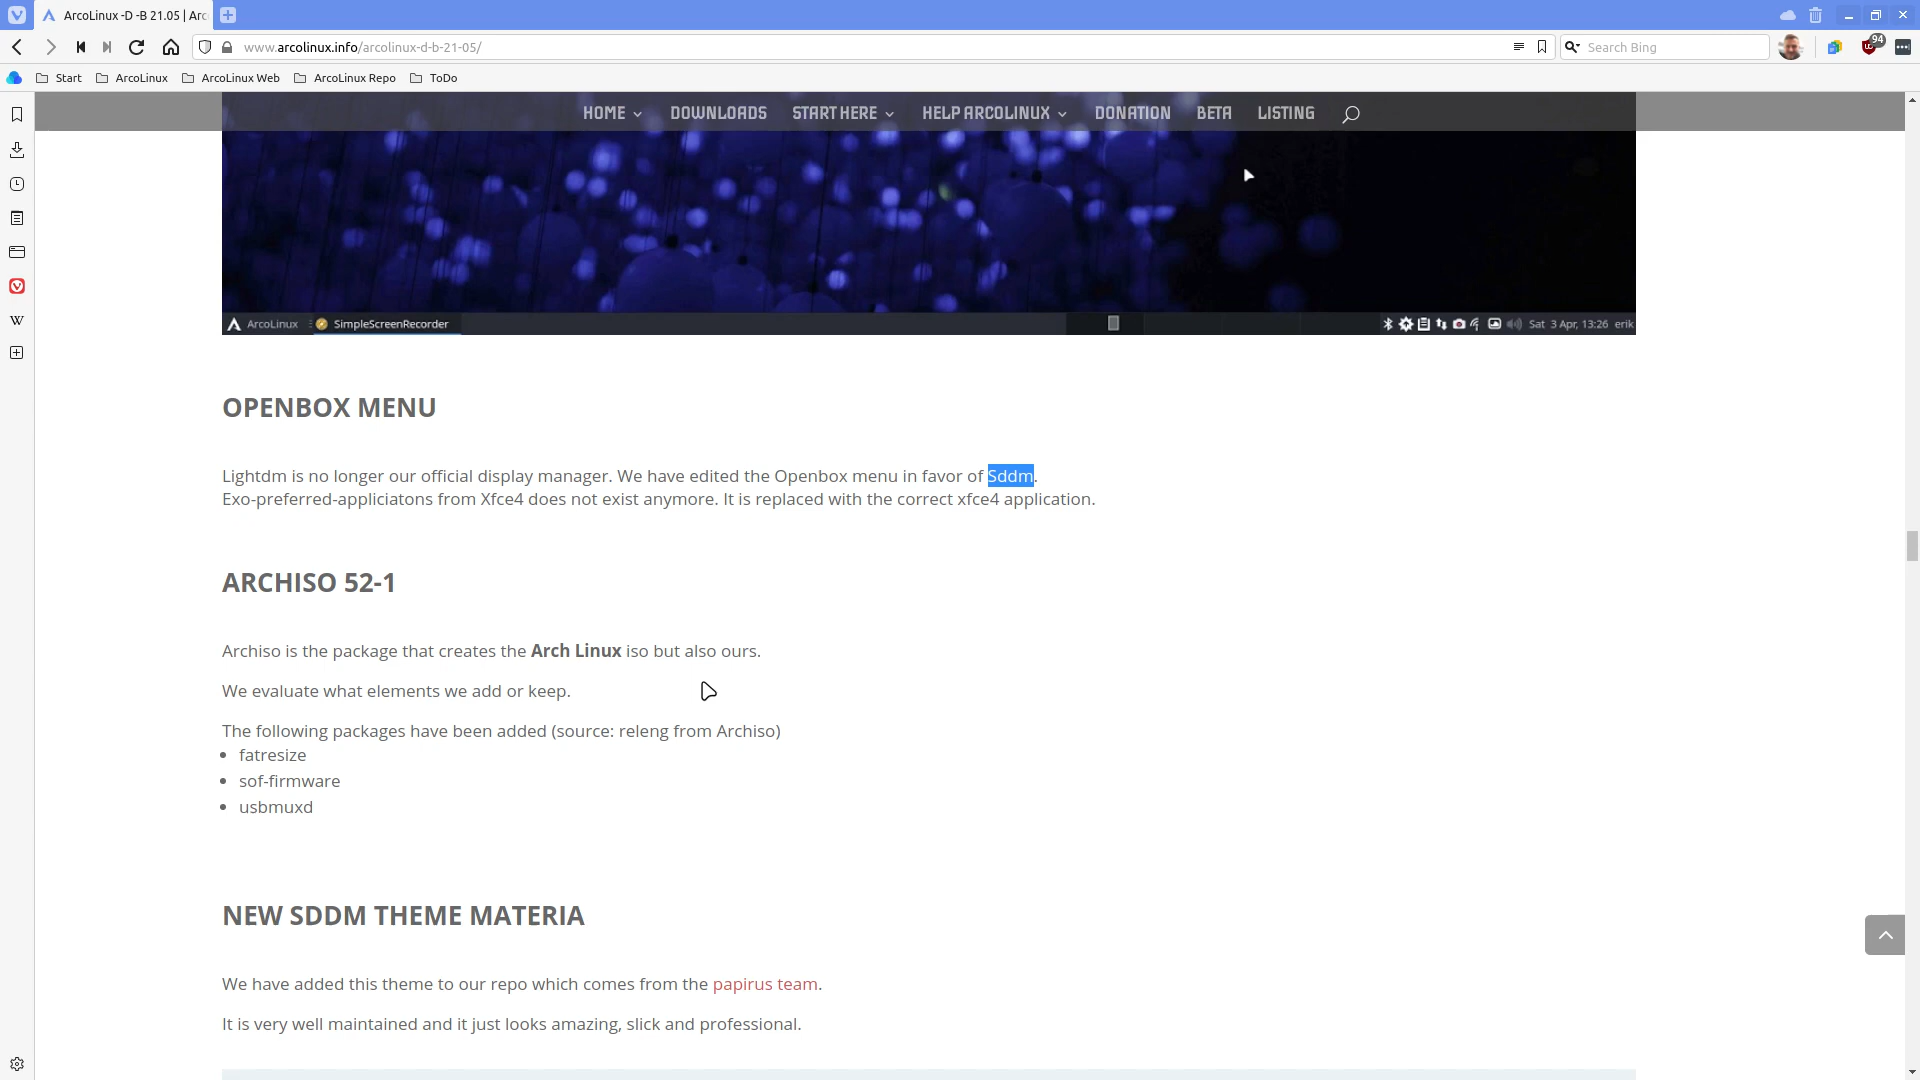 ArcoLinux -D -B 21.05 | Arc
www.arcolinux.info/arcolinux-d-b-21-05/
Search Bing
94
Start
ArcoLinux
ArcoLinux Web
ArcoLinux Repo
ToDo
HOME
DOWNLOADS
START HERE
HELP ARCOLINUX
DONATION
BETA
LISTING
ArcoLinux
SimpleScreenRecorder
Sat 3 Apr, 13:26 erik
OPENBOX MENU
Lightdm is no longer our official display manager. We have edited the Openbox menu in favor of Sddm.
Exo-preferred-appliciatons from Xfce4 does not exist anymore. It is replaced with the correct xfce4 application.
ARCHISO 52-1
Archiso is the package that creates the Arch Linux iso but also ours.
We evaluate what elements we add or keep.
The following packages have been added (source: releng from Archiso)
• fatresize
• sof-firmware
• usbmuxd
NEW SDDM THEME MATERIA
We have added this theme to our repo which comes from the papirus team.
It is very well maintained and it just looks amazing, slick and professional.